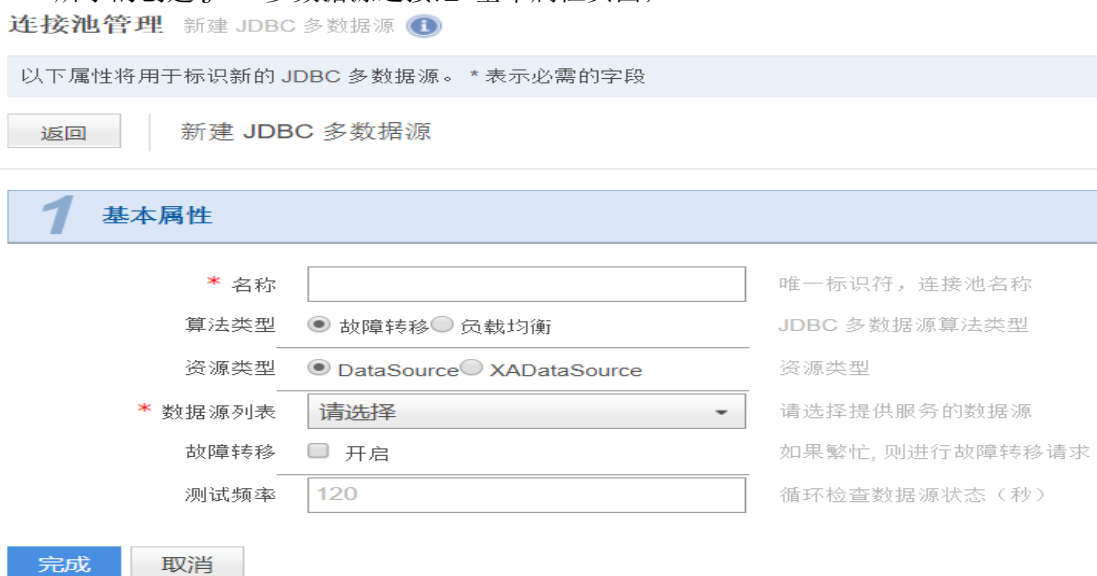 连接池管理 新建 JDBC 多数据源
以下属性将用于标识新的 JDBC 多数据源。 * 表示必需的字段
返回 新建 JDBC 多数据源
1 基本属性
* 名称 唯一标识符，连接池名称
算法类型 故障转移 负载均衡 JDBC 多数据源算法类型
资源类型 DataSource XADataSource 资源类型
* 数据源列表 请选择 请选择提供服务的数据源
故障转移 开启 如果繁忙, 则进行故障转移请求
测试频率 120 循环检查数据源状态（秒）
完成 取消